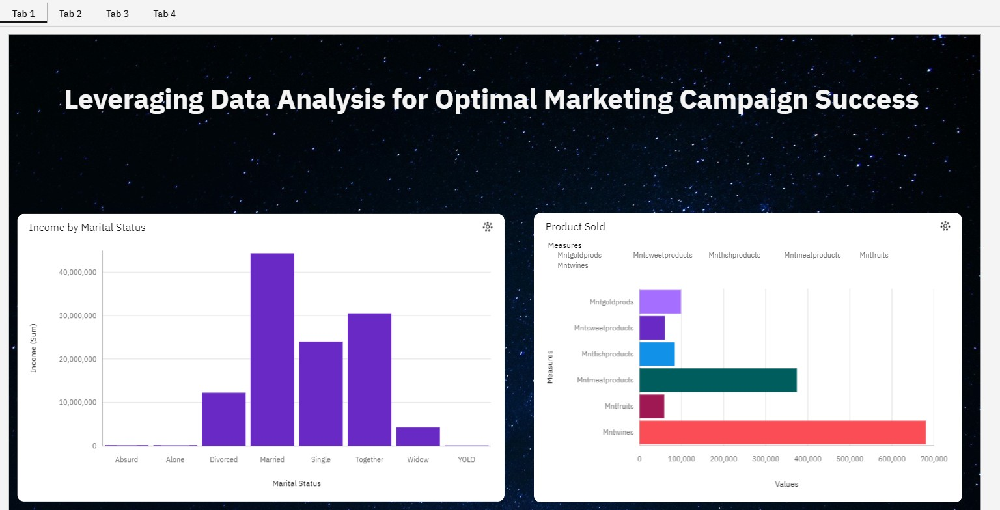 Tab 1 Tab 2 Tab 3 Tab 4
Leveraging Data Analysis for Optimal Marketing Campaign Success
Income by Marital Status
Income (Sum)
40,000,000
30,000,000
20,000,000
10,000,000
0
Absurd Alone Divorced Married Single Together Widow YOLO
Marital Status
Product Sold
Measures
Mntgoldprods Mntsweetproducts Mntfishproducts Mntmeatproducts Mntfruits
Mntwines
Measures
Mntgoldprods
Mntsweetproducts
Mntfishproducts
Mntmeatproducts
Mntfruits
Mntwines
0 100,000 200,000 300,000 400,000 500,000 600,000 700,000
Values